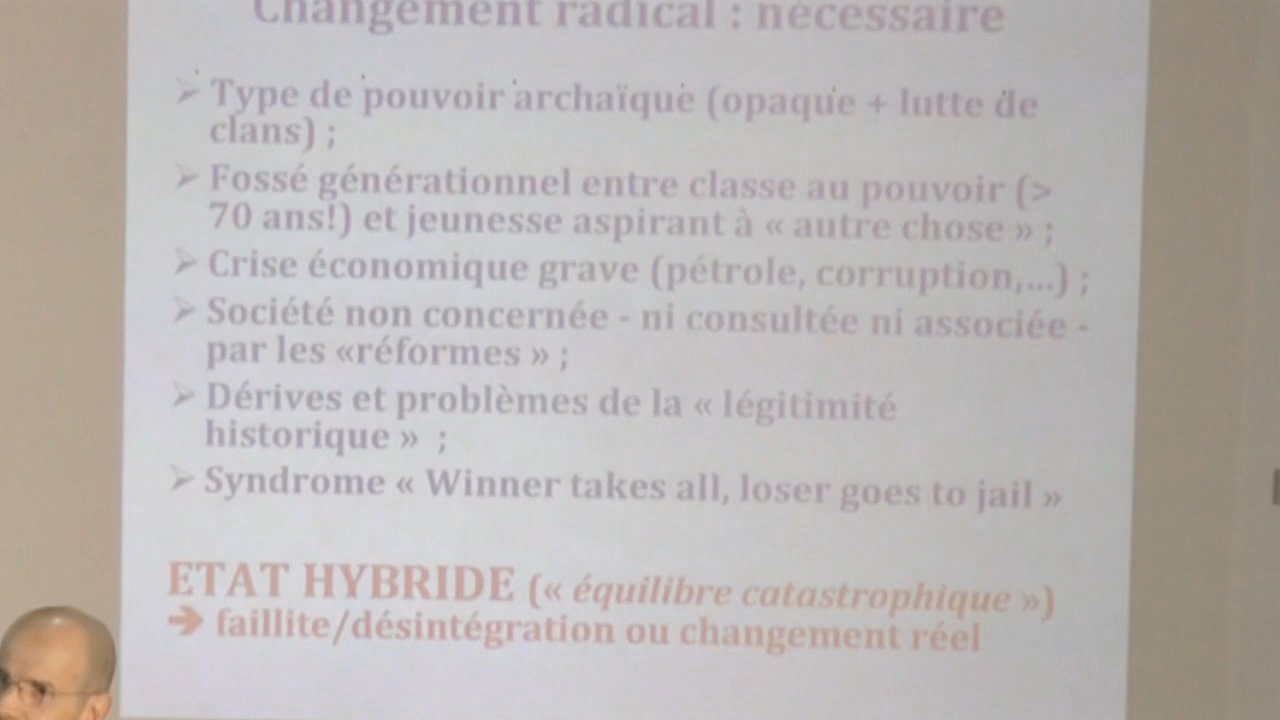 Changement radical : nécessaire
➢ Type de pouvoir archaïque (opaque + lutte de
clans) ;
➢ Fossé générationnel entre classe au pouvoir (>
70 ans!) et jeunesse aspirant à « autre chose » ;
➢ Crise économique grave (pétrole, corruption,...) ;
➢ Société non concernée - ni consultée ni associée -
par les «réformes » ;
➢ Dérives et problèmes de la « légitimité
historique »  ;
➢ Syndrome « Winner takes all, loser goes to jail »
ETAT HYBRIDE (« équilibre catastrophique »)
➔ faillite/désintégration ou changement réel